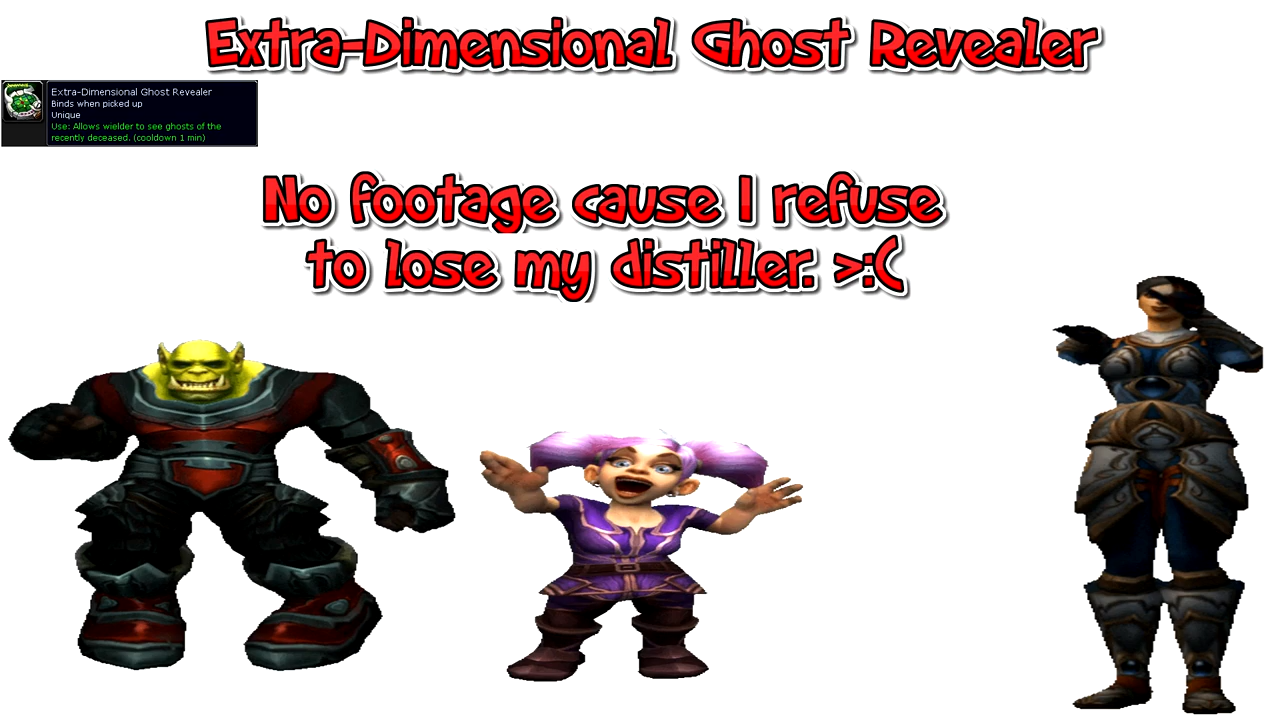 Extra-Dimensional Ghost Revealer
Extra-Dimensional Ghost Revealer
Binds when picked up
Unique
Use: Allows wielder to see ghosts of the
recently deceased. (cooldown 1 min)
No footage cause I refuse
to lose my distiller. >:(